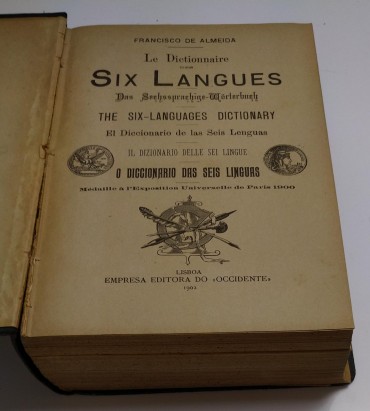 FRANCISCO DE ALMEIDA
Le Dictionnaire
DES
SIX LANGUES
Das Sechssprachige-Wörterbuch
THE SIX-LANGUAGES DICTIONARY
El Diccionario de las Seis Lenguas
IL DIZIONARIO DELLE SEI LINGUE
O DICCIONARIO DAS SEIS LINGUAS
Médaille à l'Exposition Universelle de Paris 1900
LISBOA
EMPRESA EDITORA DO «OCCIDENTE»
1902